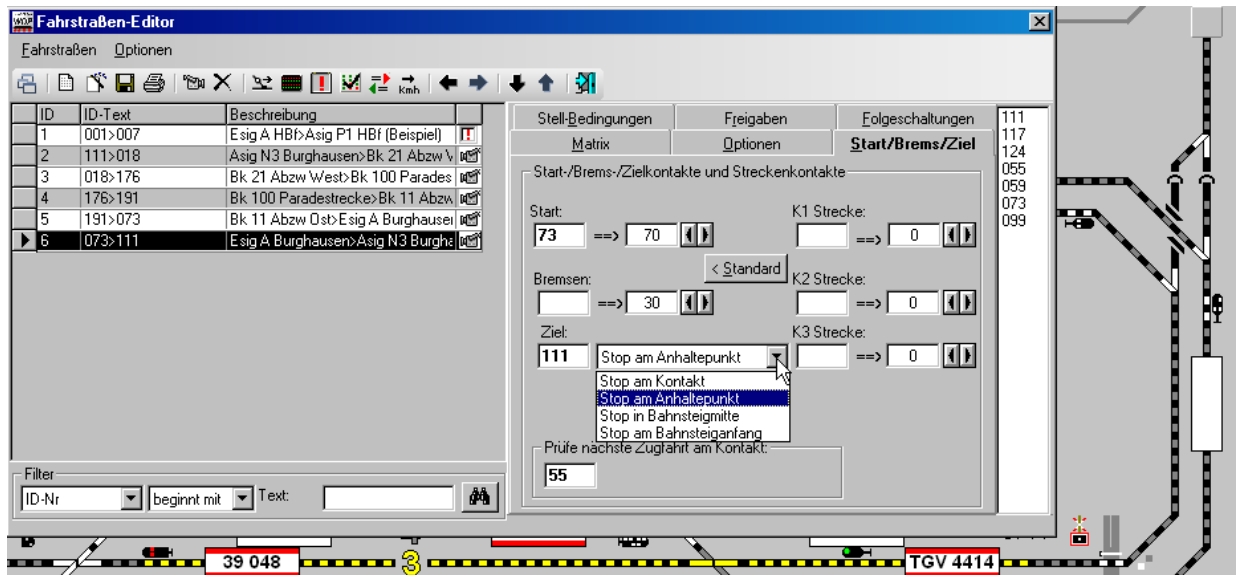 Fahrstraßen-Editor
Fahrstraßen Optionen
Kmh
ID ID-Text Beschreibung
1 001>007 Esig A HBf>Asig P1 HBf (Beispiel)
2 111>018 Asig N3 Burghausen>Bk 21 Abzw
3 018>176 Bk 21 Abzw West>Bk 100 Parades
4 176>191 Bk 100 Paradestrecke>Bk 11 Abzw
5 191>073 Bk 11 Abzw Ost>Esig A Burghausen
6 073>111 Esig A Burghausen>Asig N3 Burgha
Filter
ID-Nr beginnt mit Text:
Stell-Bedingungen Freigaben Folgeschaltungen
Matrix Optionen Start/Brems/Ziel
Start-/Brems-/Zielkontakte und Streckenkontakte
Start: K1 Strecke:
73 ==> 70 ==> 0
< Standard
Bremsen: K2 Strecke:
==> 30 ==> 0
Ziel: K3 Strecke:
111 Stop am Anhaltepunkt ==> 0
Stop am Kontakt
Stop am Anhaltepunkt
Stop in Bahnsteigmitte
Stop am Bahnsteiganfang
Prüfe nächste Zugfahrt am Kontakt:
55
111
117
124
055
059
073
099
39 048 3 TGV 4414